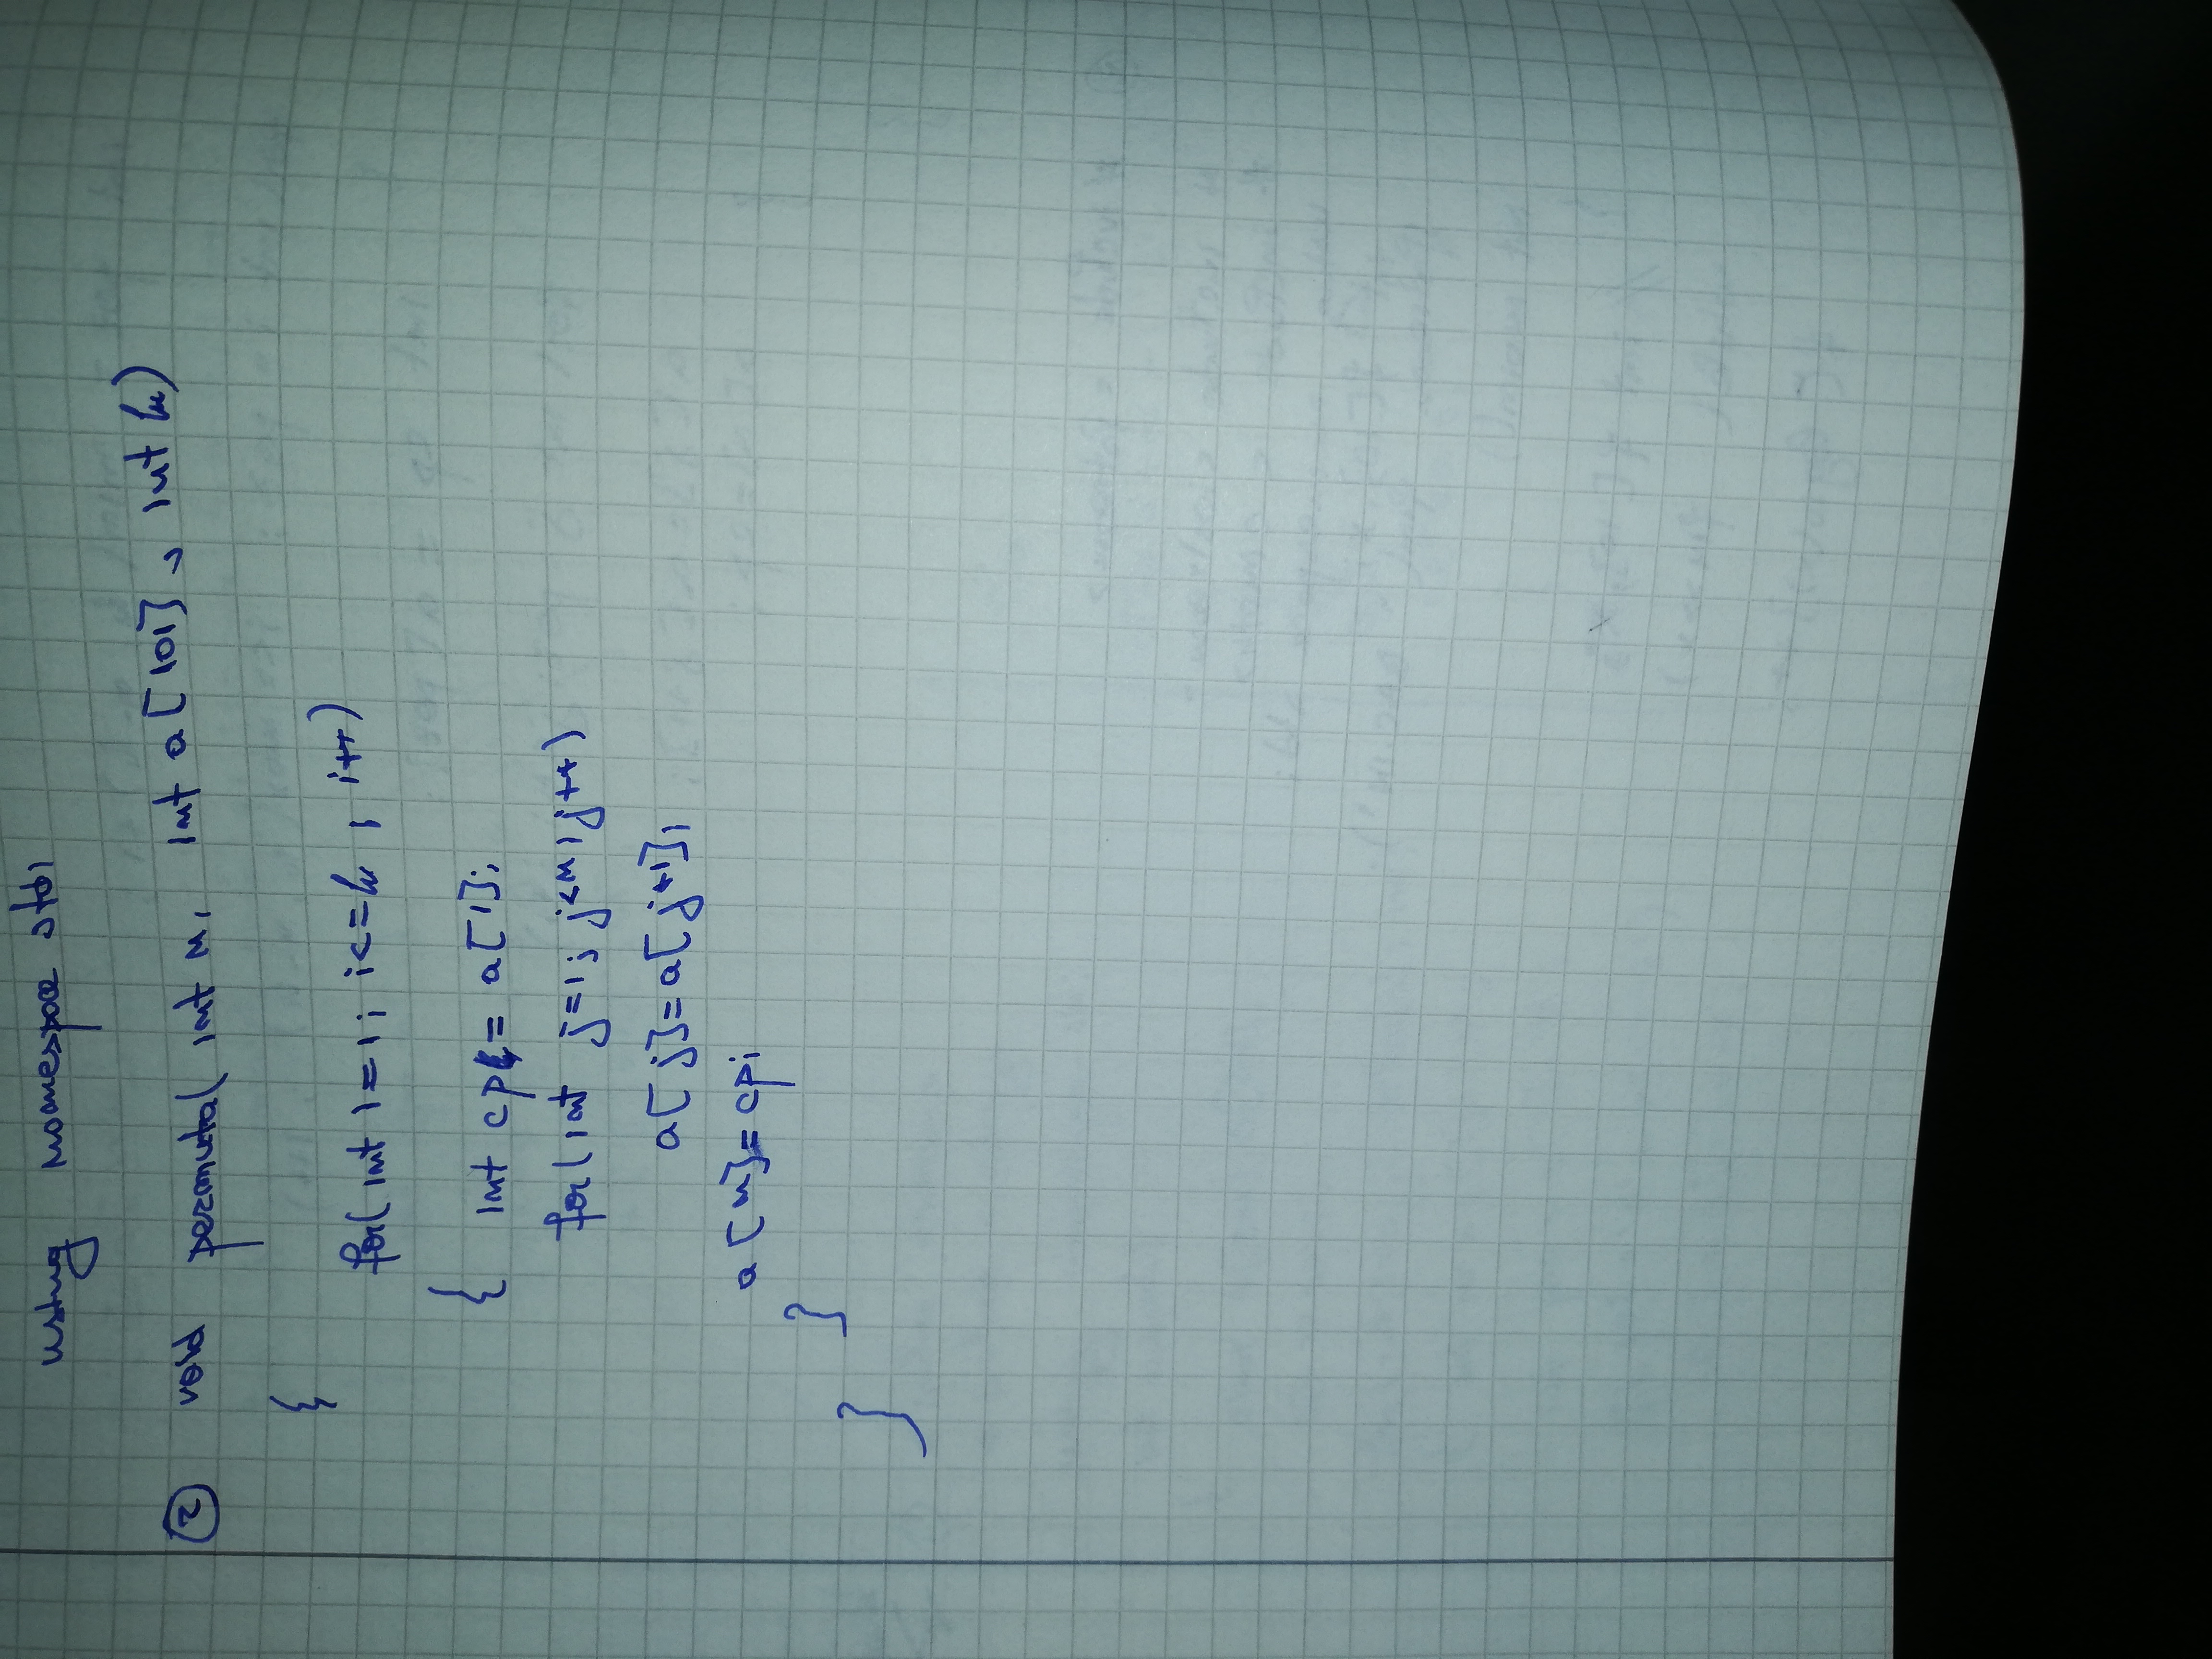 using namespace std;
② void permuta( int n, int a[101], int k)
{
for( int i=1; i<=k; i++)
{ int cp = a[1];
for( int j=1; j<n; j++)
a[j]=a[j+1];
a[n]=cp;
}
}